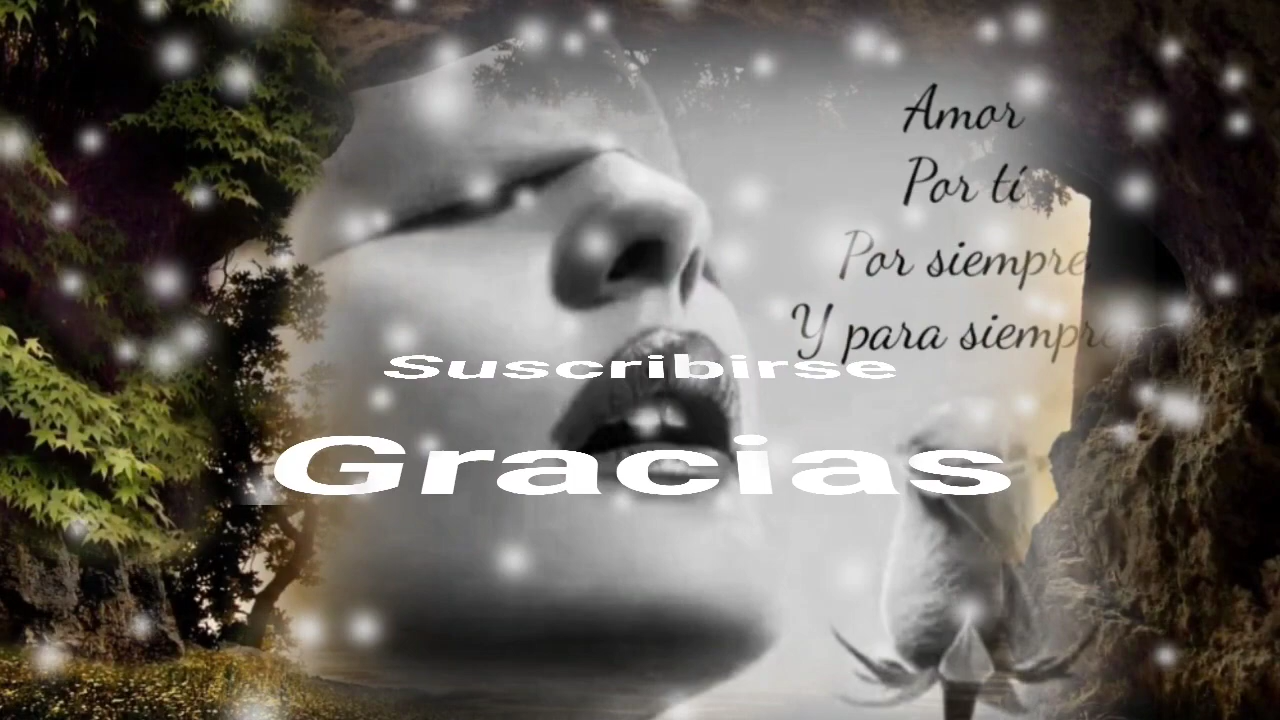 Amor
Por tí
Por siempre
Y para siempre
Suscribirse
Gracias